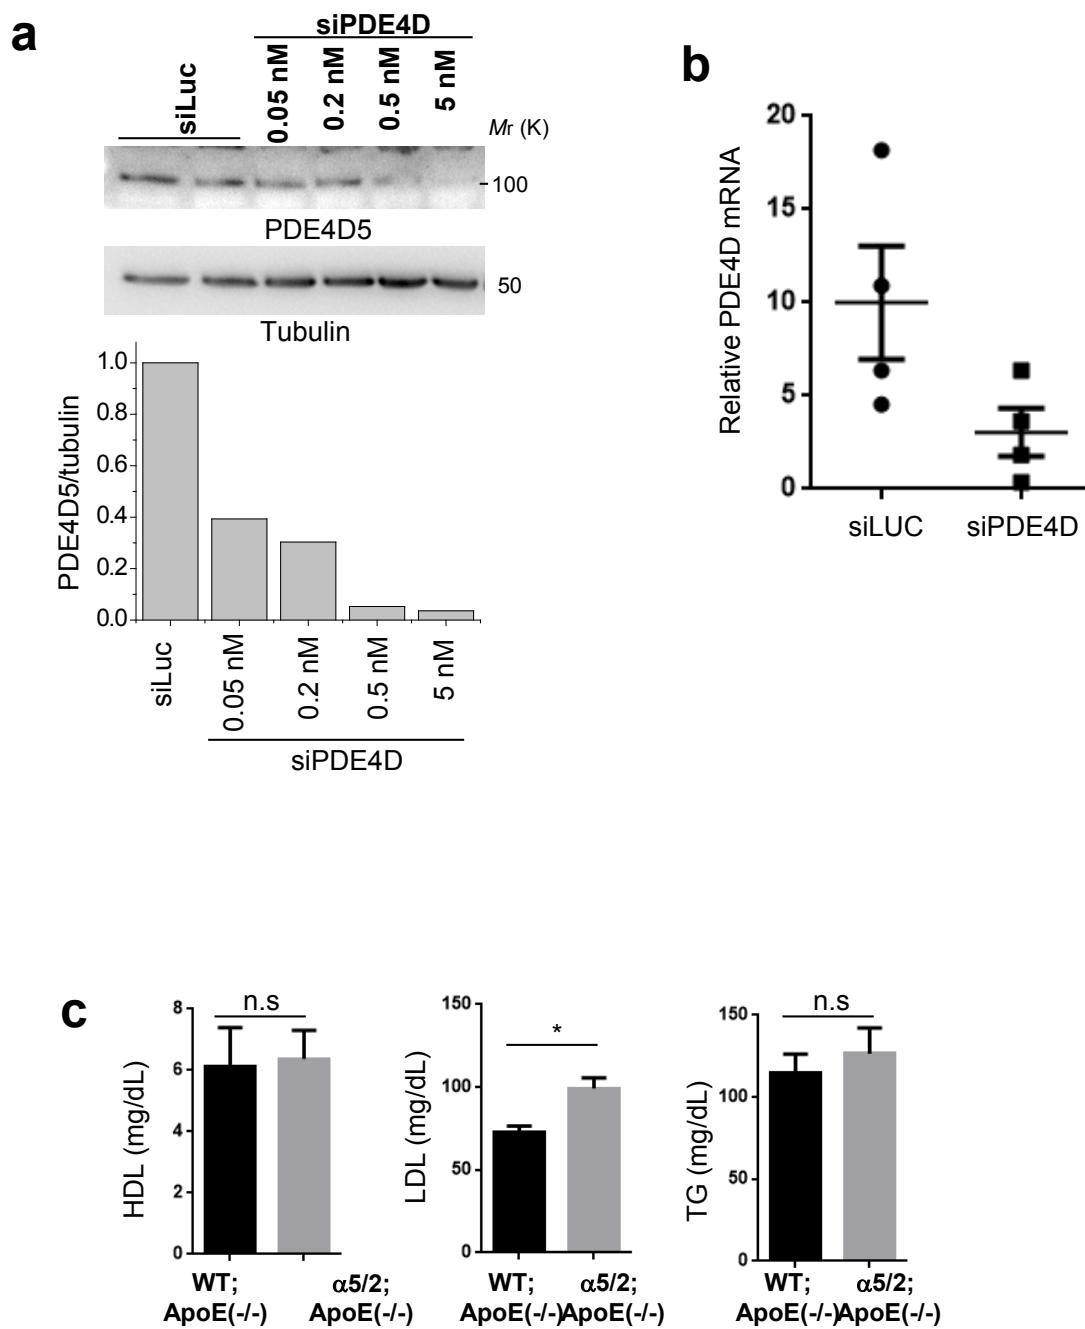 a
siPDE4D
siLuc
0.05 nM
0.2 nM
0.5 nM
5 nM
Mr (K)
100
PDE4D5
50
Tubulin
PDE4D5/tubulin
1.0
0.8
0.6
0.4
0.2
0.0
siLuc
0.05 nM
0.2 nM
0.5 nM
5 nM
siPDE4D
b
Relative PDE4D mRNA
20
15
10
5
0
siLUC
siPDE4D
c
n.s
HDL (mg/dL)
8
6
4
2
0
WT;
ApoE(-/-)
α5/2;
ApoE(-/-)
*
LDL (mg/dL)
150
100
50
0
WT;
ApoE(-/-)
α5/2;
ApoE(-/-)
n.s
TG (mg/dL)
150
100
50
0
WT;
ApoE(-/-)
α5/2;
ApoE(-/-)